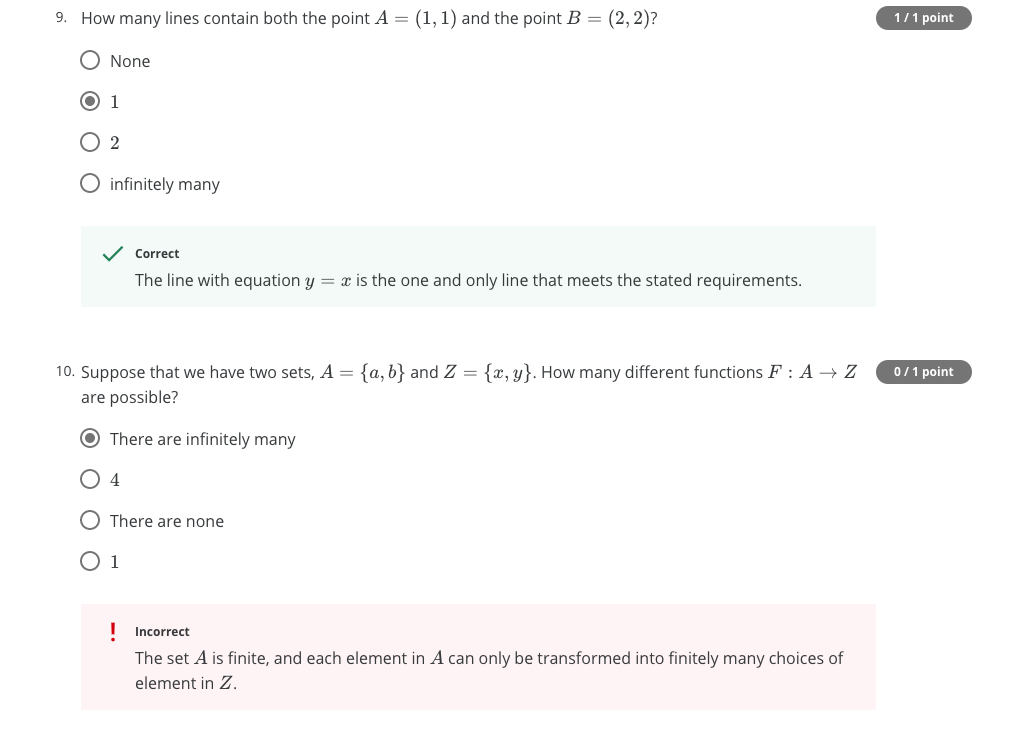 9. How many lines contain both the point A = (1, 1) and the point B = (2, 2)?
1 / 1 point
None
1
2
infinitely many
Correct
The line with equation y = x is the one and only line that meets the stated requirements.
10. Suppose that we have two sets, A = {a, b} and Z = {x, y}. How many different functions F : A → Z
0 / 1 point
are possible?
There are infinitely many
4
There are none
1
Incorrect
The set A is finite, and each element in A can only be transformed into finitely many choices of
element in Z.